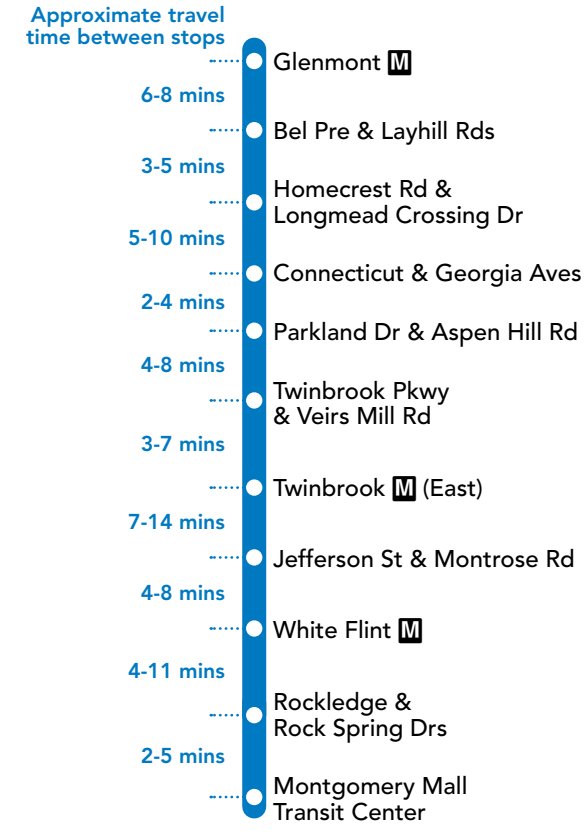 Approximate travel
time between stops
Glenmont M
6-8 mins
Bel Pre & Layhill Rds
3-5 mins
Homecrest Rd &
Longmead Crossing Dr
5-10 mins
Connecticut & Georgia Aves
2-4 mins
Parkland Dr & Aspen Hill Rd
4-8 mins
Twinbrook Pkwy
& Veirs Mill Rd
3-7 mins
Twinbrook M (East)
7-14 mins
Jefferson St & Montrose Rd
4-8 mins
White Flint M
4-11 mins
Rockledge &
Rock Spring Drs
2-5 mins
Montgomery Mall
Transit Center